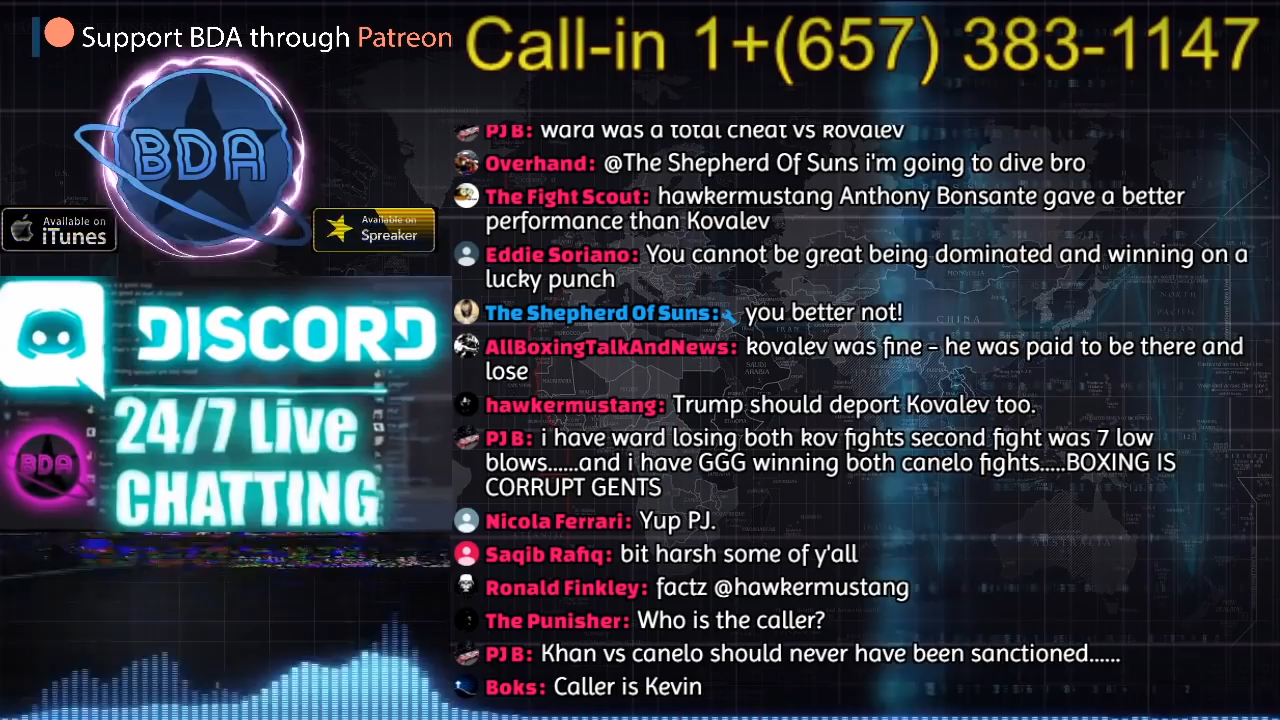 Support BDA through Patreon
Call-in 1+(657) 383-1147
BDA
Available on
iTunes
Available on
Spreaker
DISCORD
24/7 Live
CHATTING
BDA
PJ B: ward was a total cheat vs kovalev
Overhand: @The Shepherd Of Suns i'm going to dive bro
The Fight Scout: hawkermustang Anthony Bonsante gave a better
performance than Kovalev
Eddie Soriano: You cannot be great being dominated and winning on a
lucky punch
The Shepherd Of Suns: you better not!
AllBoxingTalkAndNews: kovalev was fine - he was paid to be there and
lose
hawkermustang: Trump should deport Kovalev too.
PJ B: i have ward losing both kov fights second fight was 7 low
blows......and i have GGG winning both canelo fights.....BOXING IS
CORRUPT GENTS
Nicola Ferrari: Yup PJ.
Saqib Rafiq: bit harsh some of y'all
Ronald Finkley: factz @hawkermustang
The Punisher: Who is the caller?
PJ B: Khan vs canelo should never have been sanctioned......
Boks: Caller is Kevin
MONGOLIA
CHINA
AUSTRALIA